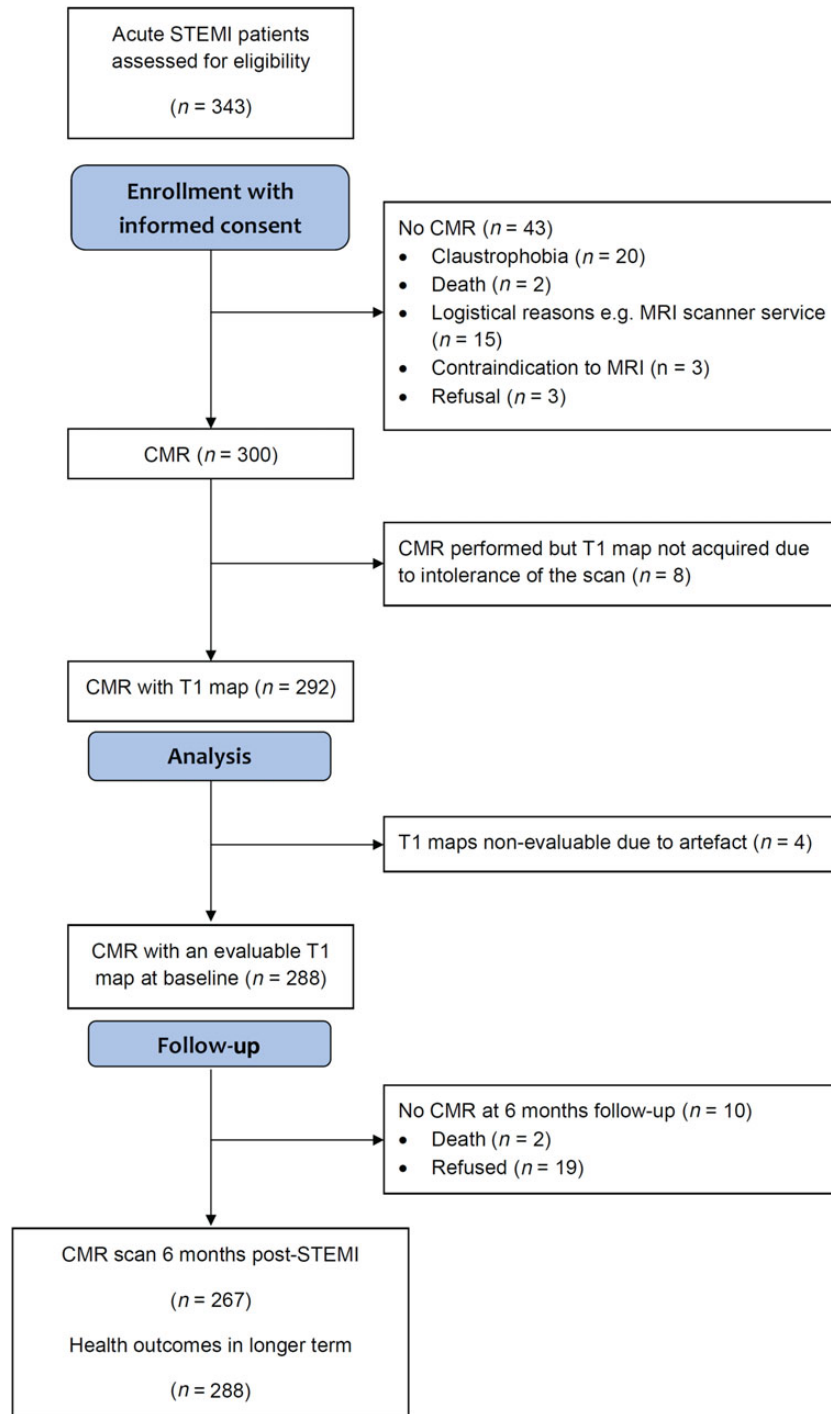 Acute STEMI patients
assessed for eligibility
(n = 343)
Enrollment with
informed consent
No CMR (n = 43)
• Claustrophobia (n = 20)
• Death (n = 2)
• Logistical reasons e.g. MRI scanner service
(n = 15)
• Contraindication to MRI (n = 3)
• Refusal (n = 3)
CMR (n = 300)
CMR performed but T1 map not acquired due
to intolerance of the scan (n = 8)
CMR with T1 map (n = 292)
Analysis
T1 maps non-evaluable due to artefact (n = 4)
CMR with an evaluable T1
map at baseline (n = 288)
Follow-up
No CMR at 6 months follow-up (n = 10)
• Death (n = 2)
• Refused (n = 19)
CMR scan 6 months post-STEMI
(n = 267)
Health outcomes in longer term
(n = 288)